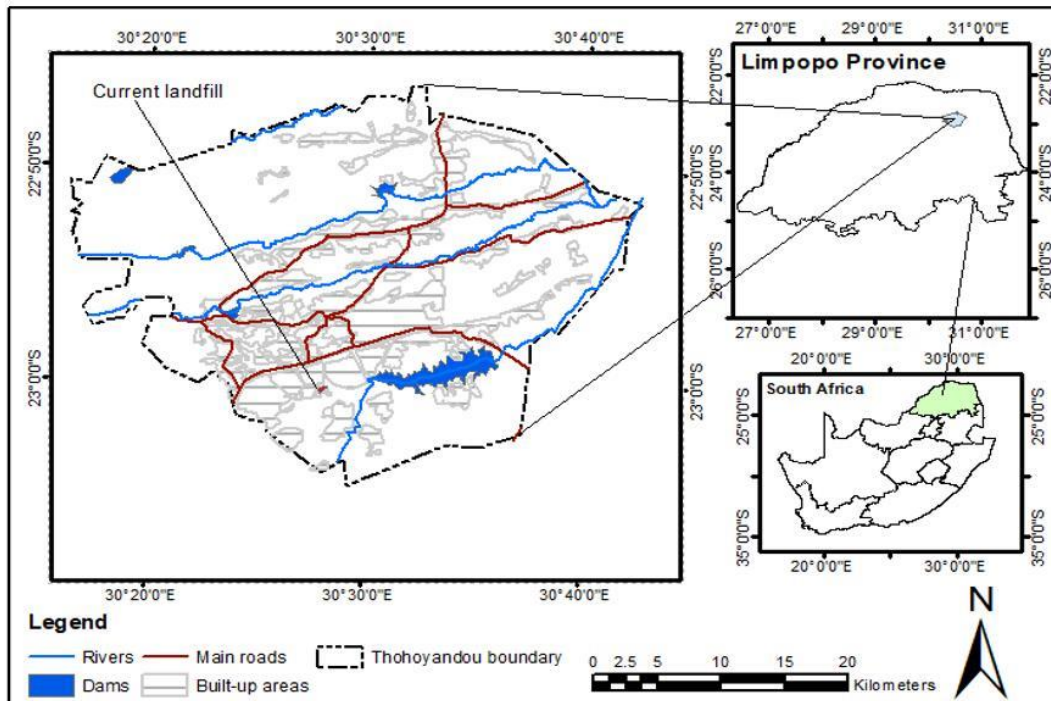 30°20'0"E 30°30'0"E 30°40'0"E
Current landfill
22°50'0"S
22°50'0"S
23°0'0"S
23°0'0"S
30°20'0"E 30°30'0"E 30°40'0"E
27°0'0"E 29°0'0"E 31°0'0"E
Limpopo Province
22°0'0"S
22°0'0"S
24°0'0"S
24°0'0"S
26°0'0"S
26°0'0"S
27°0'0"E 29°0'0"E 31°0'0"E
20°0'0"E 30°0'0"E
South Africa
25°0'0"S
25°0'0"S
35°0'0"S
35°0'0"S
20°0'0"E 30°0'0"E
Legend
Rivers Main roads Thohoyandou boundary
Dams Built-up areas
0 2.5 5 10 15 20
Kilometers
N